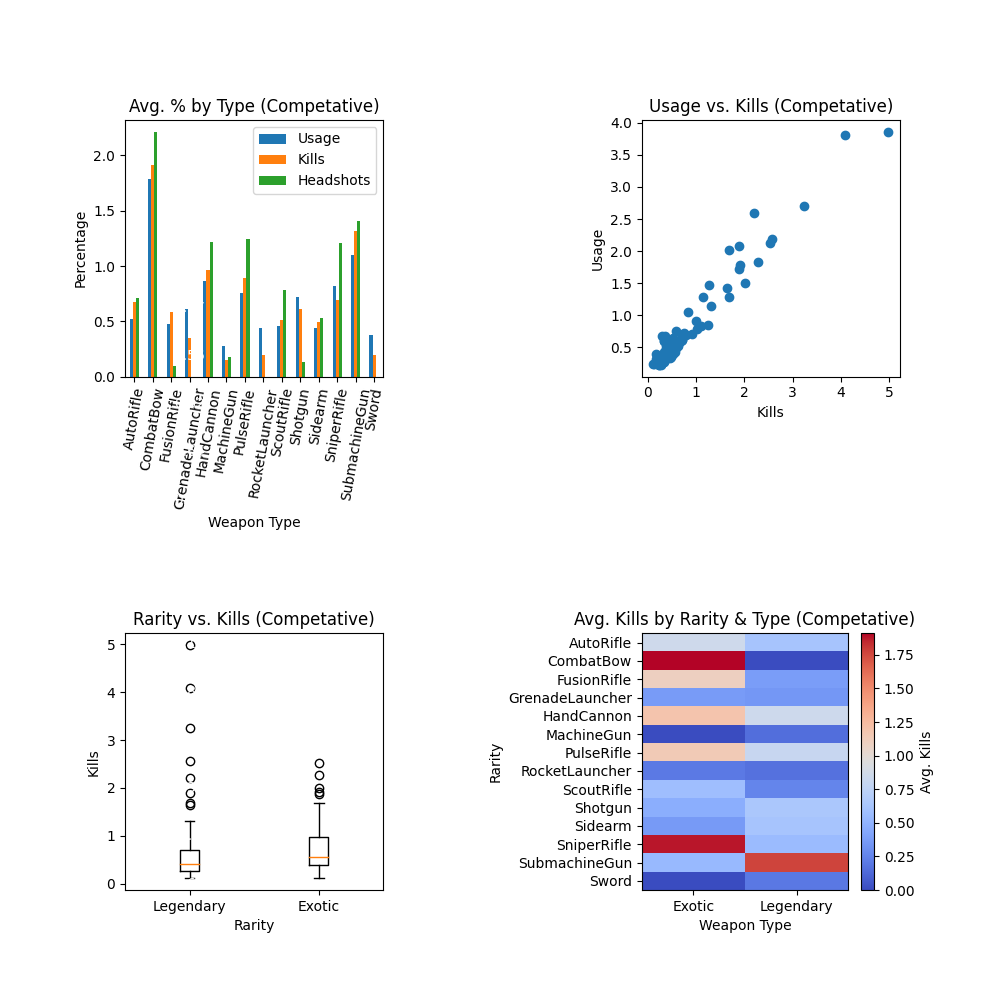 Avg. % by Type (Competative)
Percentage
2.0
1.5
1.0
0.5
0.0
Usage
Kills
Headshots
AutoRifle
CombatBow
FusionRifle
GrenadeLauncher
HandCannon
MachineGun
PulseRifle
RocketLauncher
ScoutRifle
Shotgun
Sidearm
SniperRifle
SubmachineGun
Sword
Weapon Type
Usage vs. Kills (Competative)
Usage
4.0
3.5
3.0
2.5
2.0
1.5
1.0
0.5
0 1 2 3 4 5
Kills
Rarity vs. Kills (Competative)
Kills
5
4
3
2
1
0
Legendary Exotic
Rarity
Avg. Kills by Rarity & Type (Competative)
Rarity
AutoRifle
CombatBow
FusionRifle
GrenadeLauncher
HandCannon
MachineGun
PulseRifle
RocketLauncher
ScoutRifle
Shotgun
Sidearm
SniperRifle
SubmachineGun
Sword
Exotic Legendary
Weapon Type
1.75
1.50
1.25
1.00
0.75
0.50
0.25
0.00
Avg. Kills